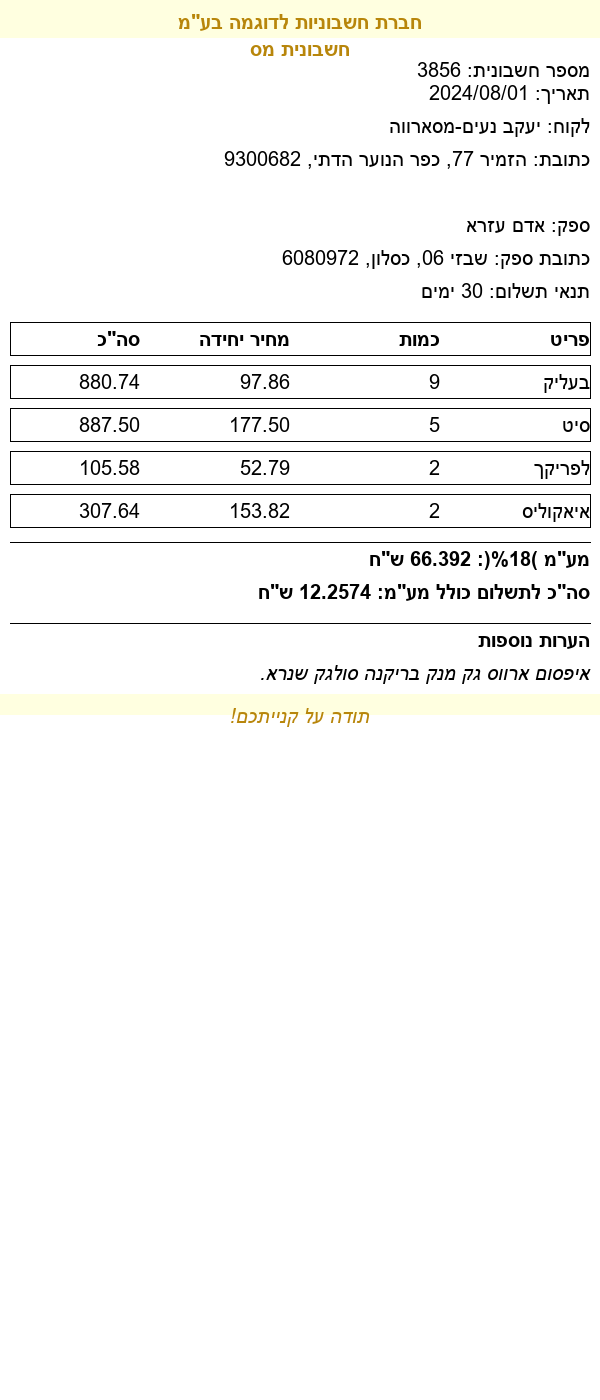 חברת חשבוניות לדוגמה בע"מ
חשבונית מס
מספר חשבונית: 3856
תאריך: 2024/08/01
לקוח: יעקב נעים-מסארווה
כתובת: הזמיר 77, כפר הנוער הדתי, 9300682
ספק: אדם עזרא
כתובת ספק: שבזי 06, כסלון, 6080972
תנאי תשלום: 30 ימים
פריט כמות מחיר יחידה סה"כ
בעליק 9 97.86 880.74
סיט 5 177.50 887.50
לפריקך 2 52.79 105.58
איאקוליס 2 153.82 307.64
מע"מ )18%(: 66.392 ש"ח
סה"כ לתשלום כולל מע"מ: 12.2574 ש"ח
הערות נוספות
איפסום ארווס גק מנק בריקנה סולגק שנרא.
תודה על קנייתכם!